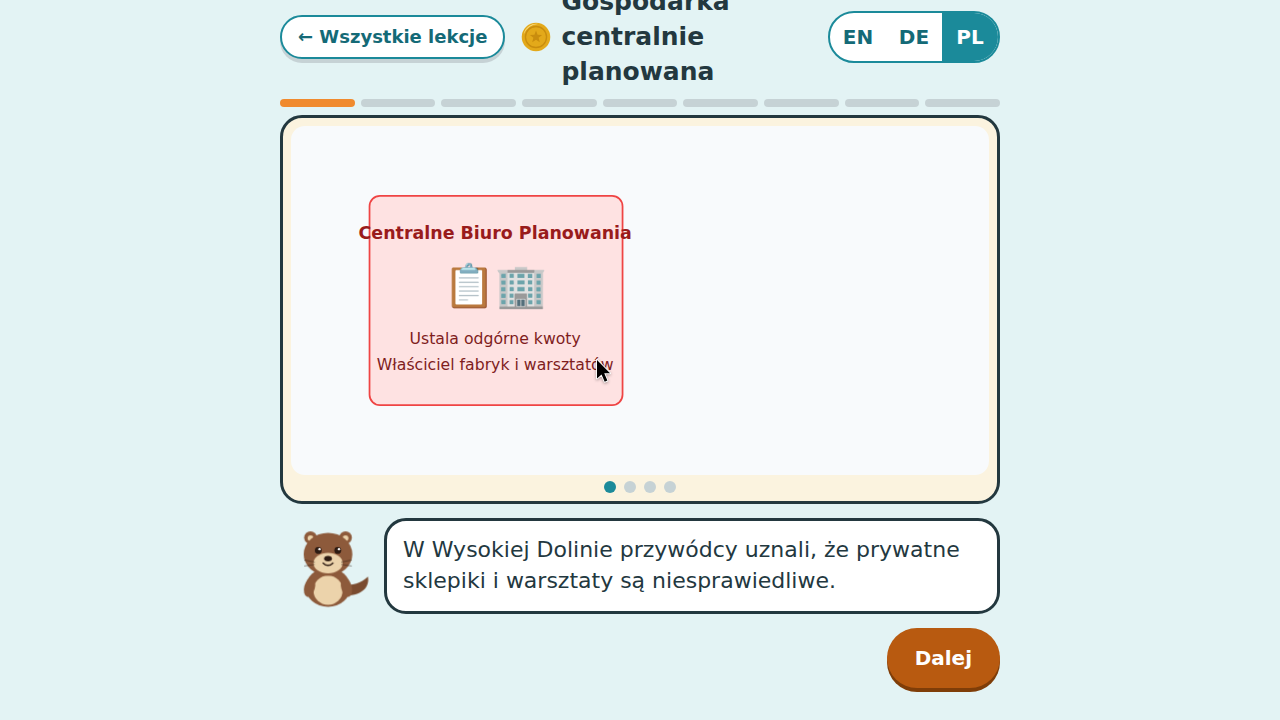 ← Wszystkie lekcje
Gospodarka
centralnie
planowana
EN DE PL
Centralne Biuro Planowania
Ustala odgórne kwoty
Właściciel fabryk i warsztatów
W Wysokiej Dolinie przywódcy uznali, że prywatne
sklepiki i warsztaty są niesprawiedliwe.
Dalej